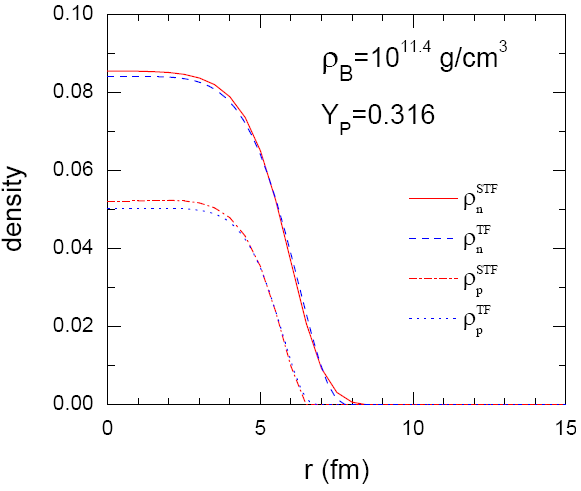 0.10
0.08
0.06
0.04
0.02
0.00
density
ρB=10^11.4 g/cm^3
YP=0.316
ρn^STF
ρn^TF
ρp^STF
ρp^TF
0
5
10
15
r (fm)